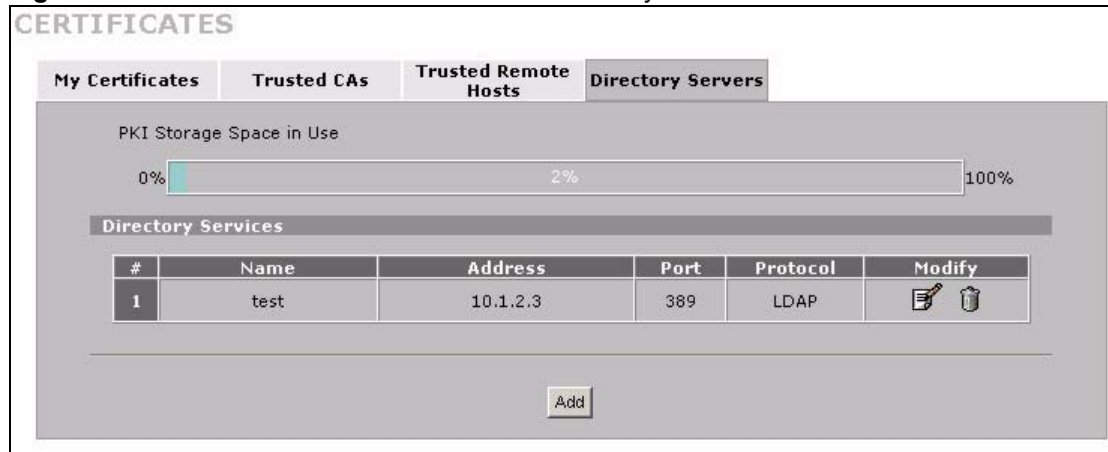 CERTIFICATES
My Certificates Trusted CAs Trusted Remote Hosts Directory Servers
PKI Storage Space in Use
0% 2% 100%
Directory Services
# Name Address Port Protocol Modify
1 test 10.1.2.3 389 LDAP
Add